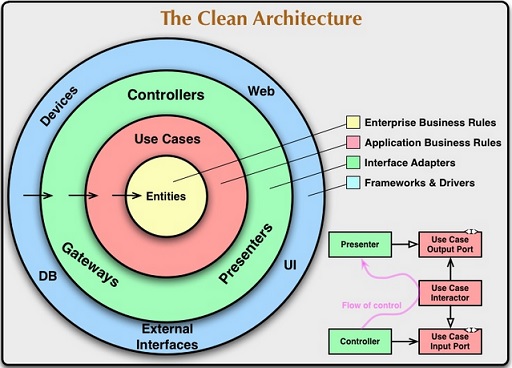 The Clean Architecture
Devices
Web
Controllers
Use Cases
Entities
Gateways
Presenters
DB
UI
External
Interfaces
Enterprise Business Rules
Application Business Rules
Interface Adapters
Frameworks & Drivers
Presenter
Use Case
Output Port
Use Case
Interactor
Flow of control
Controller
Use Case
Input Port